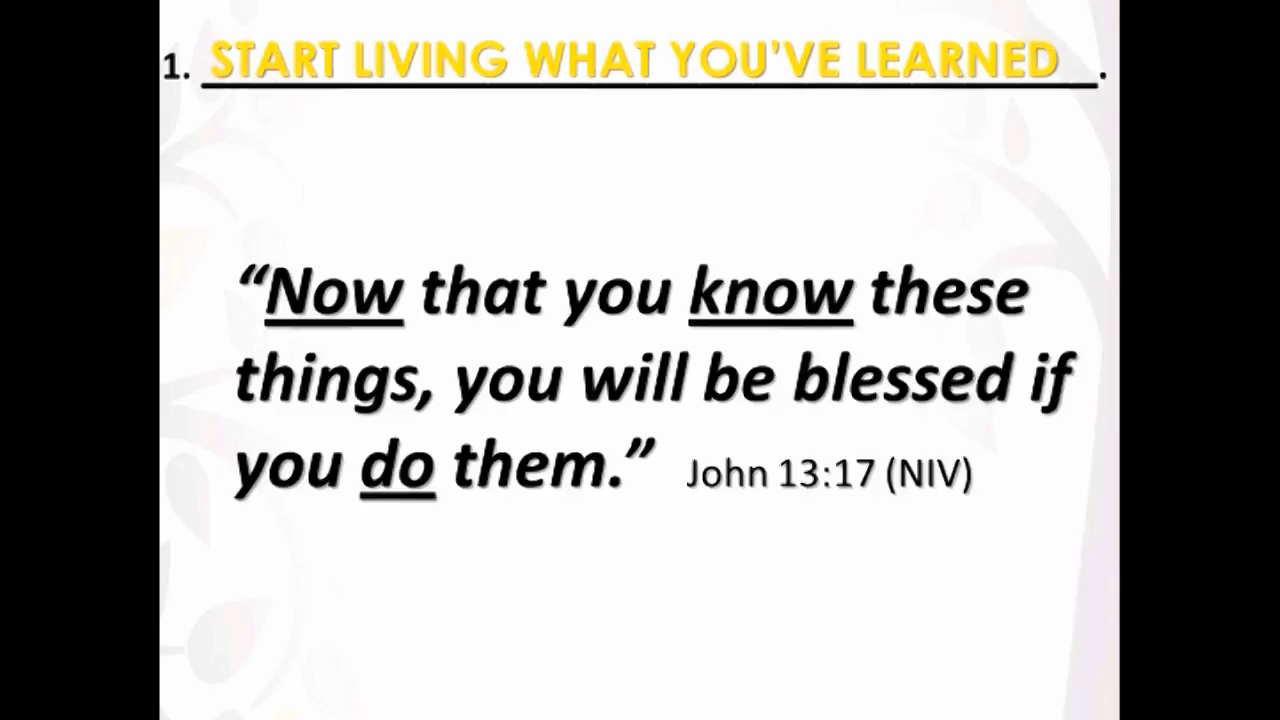 1. START LIVING WHAT YOU'VE LEARNED.
“Now that you know these
things, you will be blessed if
you do them.” John 13:17 (NIV)